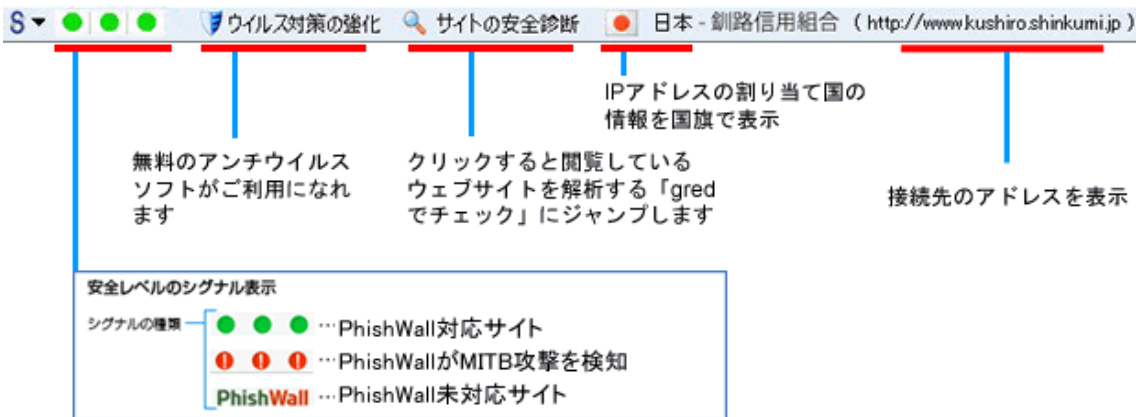 S ウイルス対策の強化 サイトの安全診断 日本 - 釧路信用組合 ( http://www.kushiro.shinkumi.jp )
IPアドレスの割り当て国の
情報を国旗で表示
無料のアンチウイルス
ソフトがご利用になれ
ます
クリックすると閲覧している
ウェブサイトを解析する「gred
でチェック」にジャンプします
接続先のアドレスを表示
安全レベルのシグナル表示
シグナルの種類
…PhishWall対応サイト
…PhishWallがMITB攻撃を検知
PhishWall …PhishWall未対応サイト